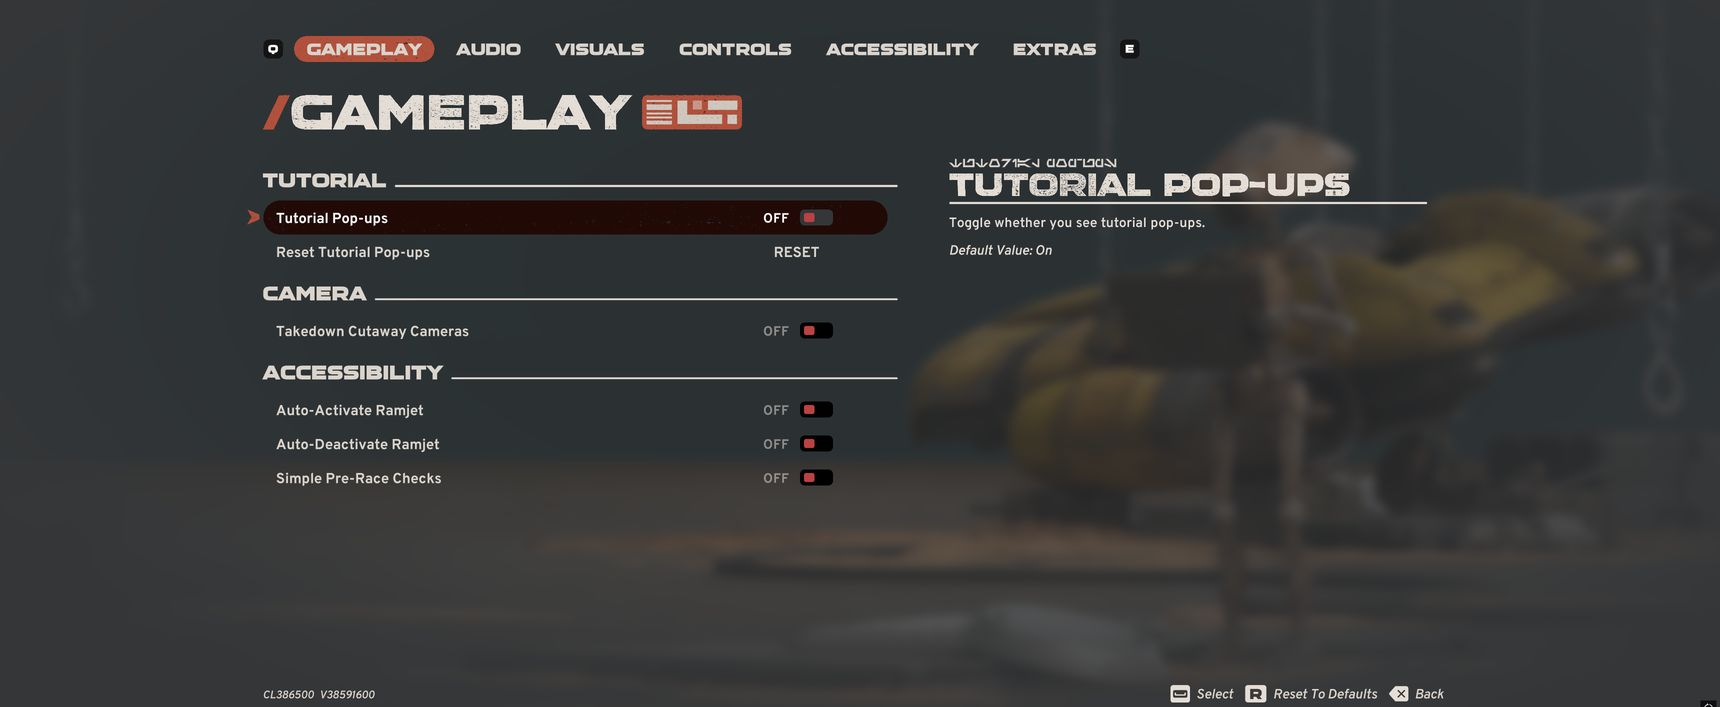 Q GAMEPLAY AUDIO VISUALS CONTROLS ACCESSIBILITY EXTRAS E
/GAMEPLAY
TUTORIAL
Tutorial Pop-ups OFF
Reset Tutorial Pop-ups RESET
CAMERA
Takedown Cutaway Cameras OFF
ACCESSIBILITY
Auto-Activate Ramjet OFF
Auto-Deactivate Ramjet OFF
Simple Pre-Race Checks OFF
TUTORIAL POP-UPS
Toggle whether you see tutorial pop-ups.
Default Value: On
CL386500 V38591600
Select R Reset To Defaults Back